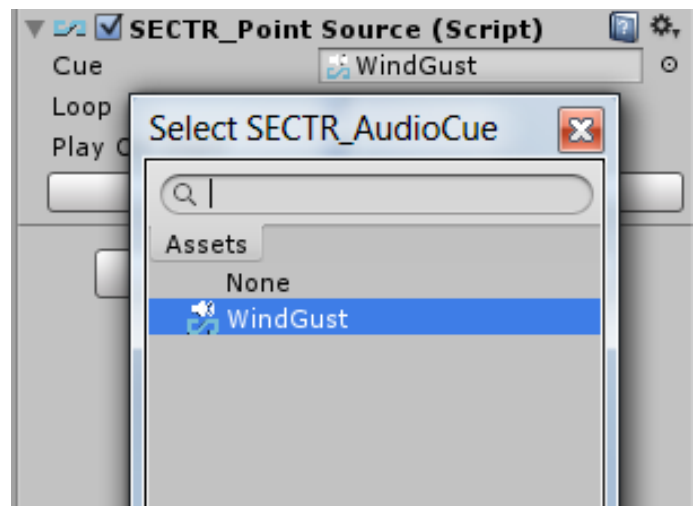 SECTR_Point Source (Script)
Cue WindGust
Loop
Play
Select SECTR_AudioCue
Assets
None
WindGust